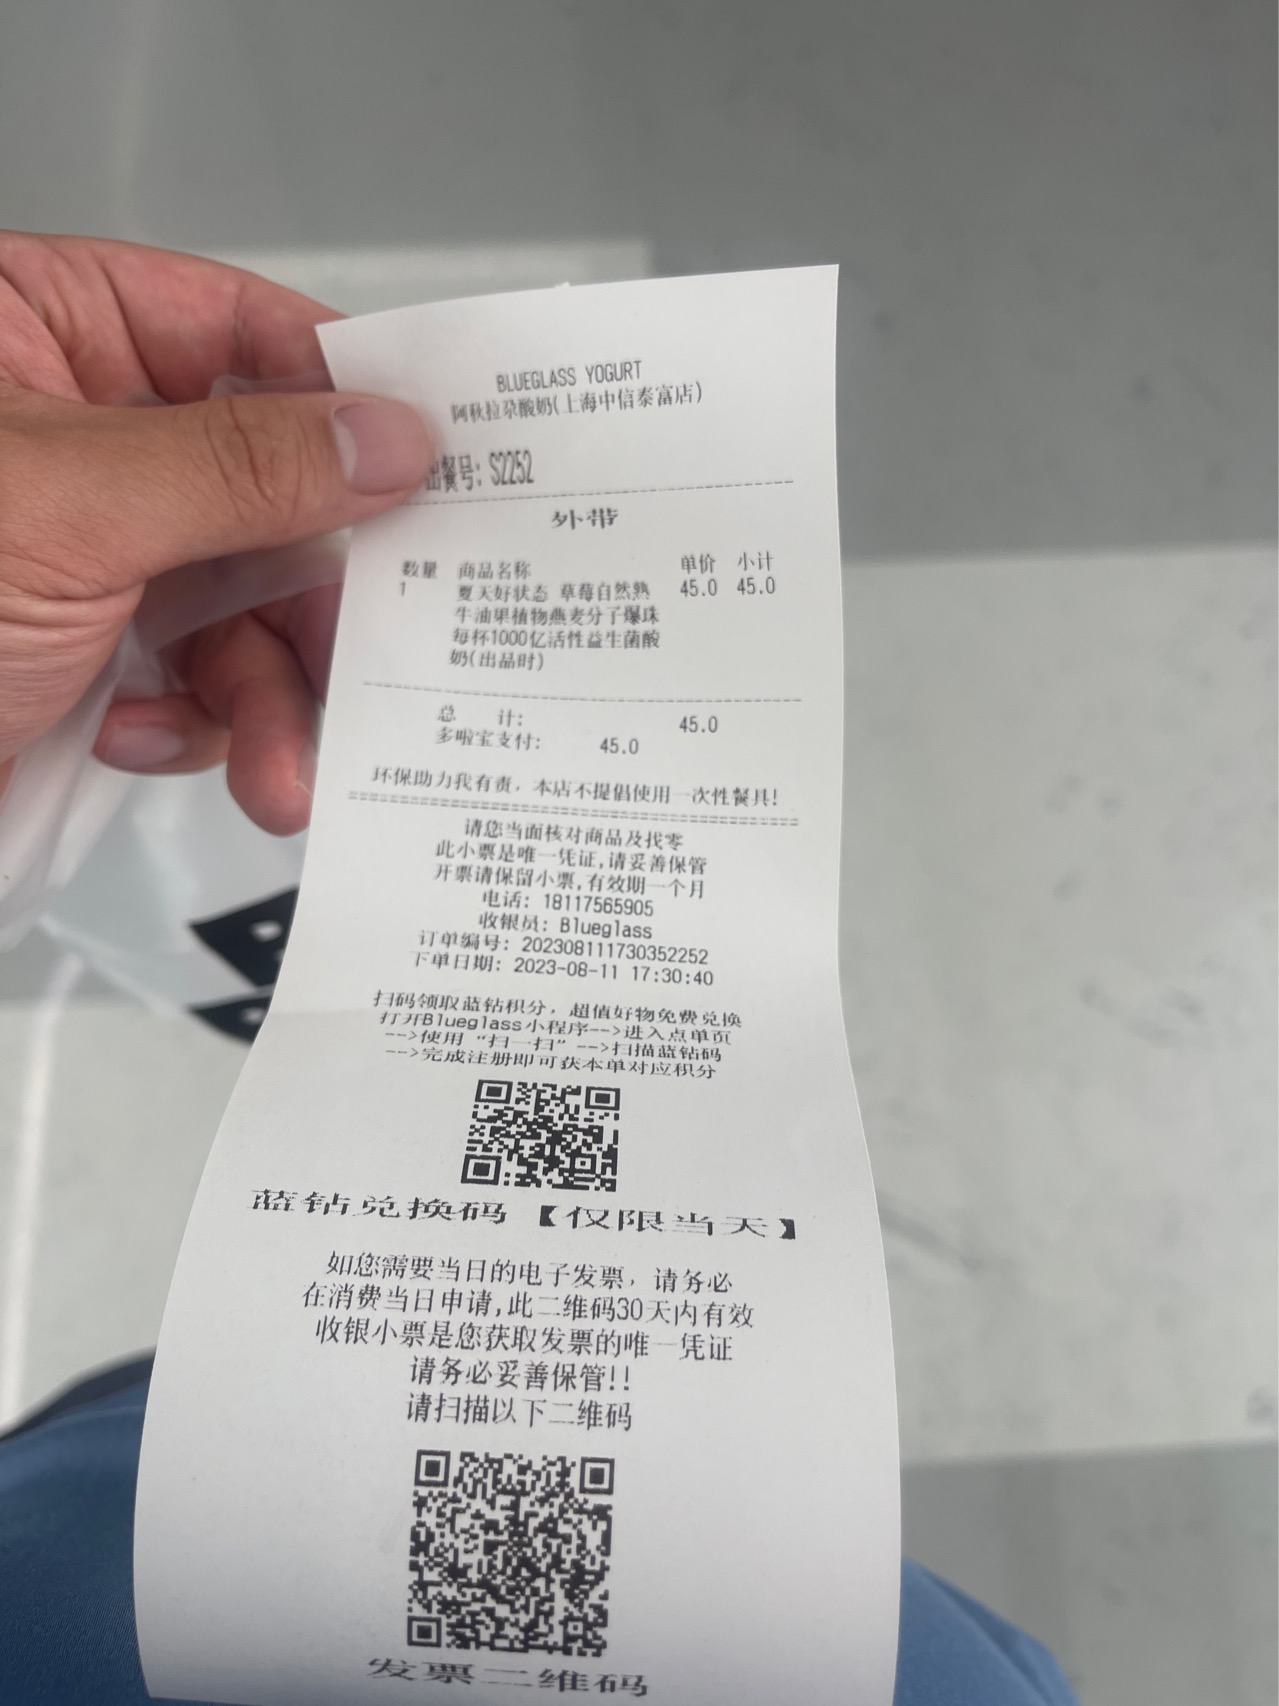 BLUEGLASS YOGURT
阿秋拉尕酸奶(上海中信泰富店)
出餐号: S2252
外带
数量 商品名称 单价 小计
1 夏天好状态 草莓自然熟 45.0 45.0
牛油果植物燕麦分子爆珠
每杯1000亿活性益生菌酸
奶(出品时)
总 计: 45.0
多啦宝支付: 45.0
环保助力我有责，本店不提倡使用一次性餐具!
请您当面核对商品及找零
此小票是唯一凭证,请妥善保管
开票请保留小票,有效期一个月
电话: 18117565905
收银员: Blueglass
订单编号: 202308111730352252
下单日期: 2023-08-11 17:30:40
扫码领取蓝钻积分，超值好物免费兑换
打开Blueglass小程序-->进入点单页
-->使用“扫一扫”-->扫描蓝钻码
-->完成注册即可获本单对应积分
蓝钻兑换码【仅限当天】
如您需要当日的电子发票，请务必
在消费当日申请,此二维码30天内有效
收银小票是您获取发票的唯一凭证
请务必妥善保管!!
请扫描以下二维码
发票二维码